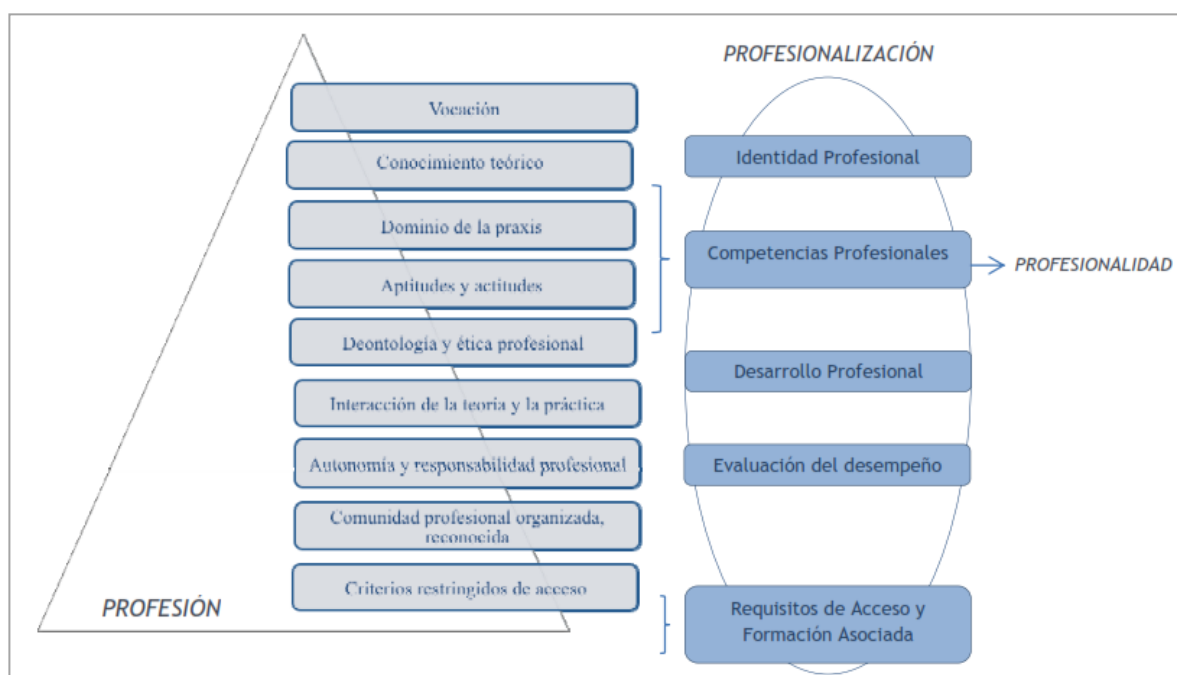 PROFESIONALIZACIÓN
Vocación
Conocimiento teórico
Dominio de la praxis
Aptitudes y actitudes
Deontología y ética profesional
Interacción de la teoría y la práctica
Autonomía y responsabilidad profesional
Comunidad profesional organizada,
reconocida
Criterios restringidos de acceso
PROFESIÓN
Identidad Profesional
Competencias Profesionales
PROFESIONALIDAD
Desarrollo Profesional
Evaluación del desempeño
Requisitos de Acceso y
Formación Asociada